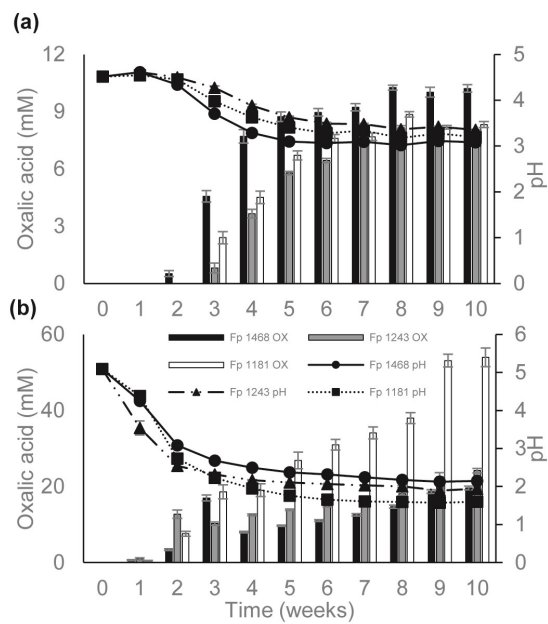 (a)
12
9
6
3
0
Oxalic acid (mM)
5
4
3
2
1
0
pH
0 1 2 3 4 5 6 7 8 9 10
(b)
60
40
20
0
Oxalic acid (mM)
Fp 1468 OX Fp 1243 OX
Fp 1181 OX Fp 1468 pH
Fp 1243 pH Fp 1181 pH
6
5
4
3
2
1
0
pH
0 1 2 3 4 5 6 7 8 9 10
Time (weeks)